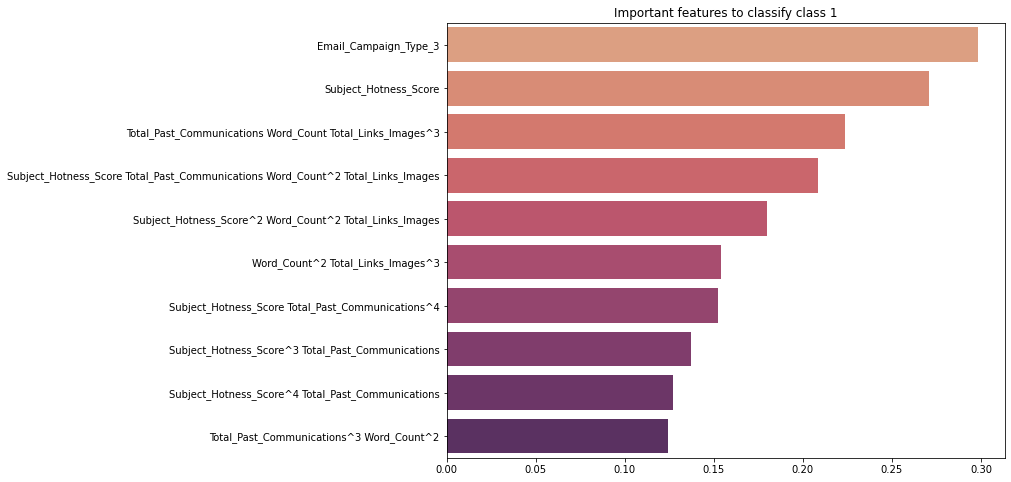 Important features to classify class 1
Email_Campaign_Type_3
Subject_Hotness_Score
Total_Past_Communications Word_Count Total_Links_Images^3
Subject_Hotness_Score Total_Past_Communications Word_Count^2 Total_Links_Images
Subject_Hotness_Score^2 Word_Count^2 Total_Links_Images
Word_Count^2 Total_Links_Images^3
Subject_Hotness_Score Total_Past_Communications^4
Subject_Hotness_Score^3 Total_Past_Communications
Subject_Hotness_Score^4 Total_Past_Communications
Total_Past_Communications^3 Word_Count^2
0.00 0.05 0.10 0.15 0.20 0.25 0.30